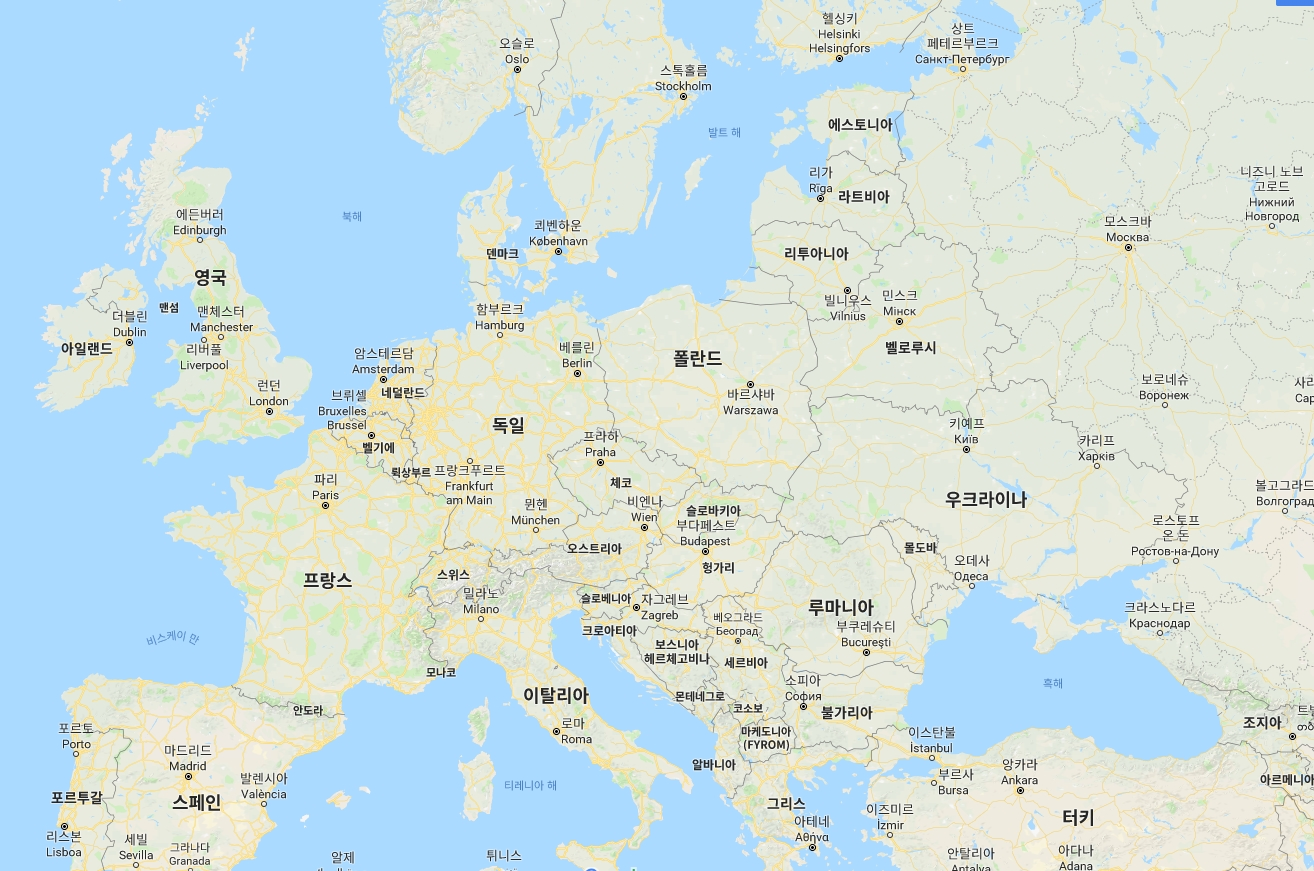 헬싱키
Helsinki
Helsingfors
상트
페테르부르크
Санкт-Петербург
오슬로
Oslo
스톡홀름
Stockholm
발트 해
에스토니아
리가
Rīga
라트비아
니즈니 노브
고로드
Нижний
Новгород
에든버러
Edinburgh
북해
쾨벤하운
København
덴마크
모스크바
Москва
리투아니아
영국
맨섬
맨체스터
Manchester
더블린
Dublin
아일랜드
리버풀
Liverpool
함부르크
Hamburg
빌니우스
Vilnius
민스크
Мінск
벨로루시
암스테르담
Amsterdam
네덜란드
베를린
Berlin
폴란드
바르샤바
Warszawa
런던
London
브뤼셀
Bruxelles
Brussel
벨기에
보로네슈
Воронеж
독일
프라하
Praha
체코
키예프
Київ
카리프
Харків
룩상부르
프랑크푸르트
Frankfurt
am Main
파리
Paris
뮌헨
München
비엔나
Wien
슬로바키아
부다페스트
Budapest
헝가리
우크라이나
볼고그라드
Волгоград
로스토프
온 돈
Ростов-на-Дону
오스트리아
몰도바
오데사
Одеса
프랑스
스위스
밀라노
Milano
슬로베니아
자그레브
Zagreb
크로아티아
베오그라드
Београд
루마니아
부쿠레슈티
București
크라스노다르
Краснодар
비스케이 만
보스니아
헤르체고비나
세르비아
모나코
이탈리아
몬테네그로
코소보
소피아
София
불가리아
흑해
안도라
포르토
Porto
로마
Roma
마케도니아
(FYROM)
알바니아
이스탄불
İstanbul
조지아
마드리드
Madrid
발렌시아
València
스페인
포르투갈
티레니아 해
부르사
Bursa
앙카라
Ankara
아르메니아
그리스
아테네
Αθήνα
이즈미르
İzmir
터키
리스본
Lisboa
세빌
Sevilla
그라나다
Granada
알제
튀니스
안탈리아
Antalya
아다나
Adana